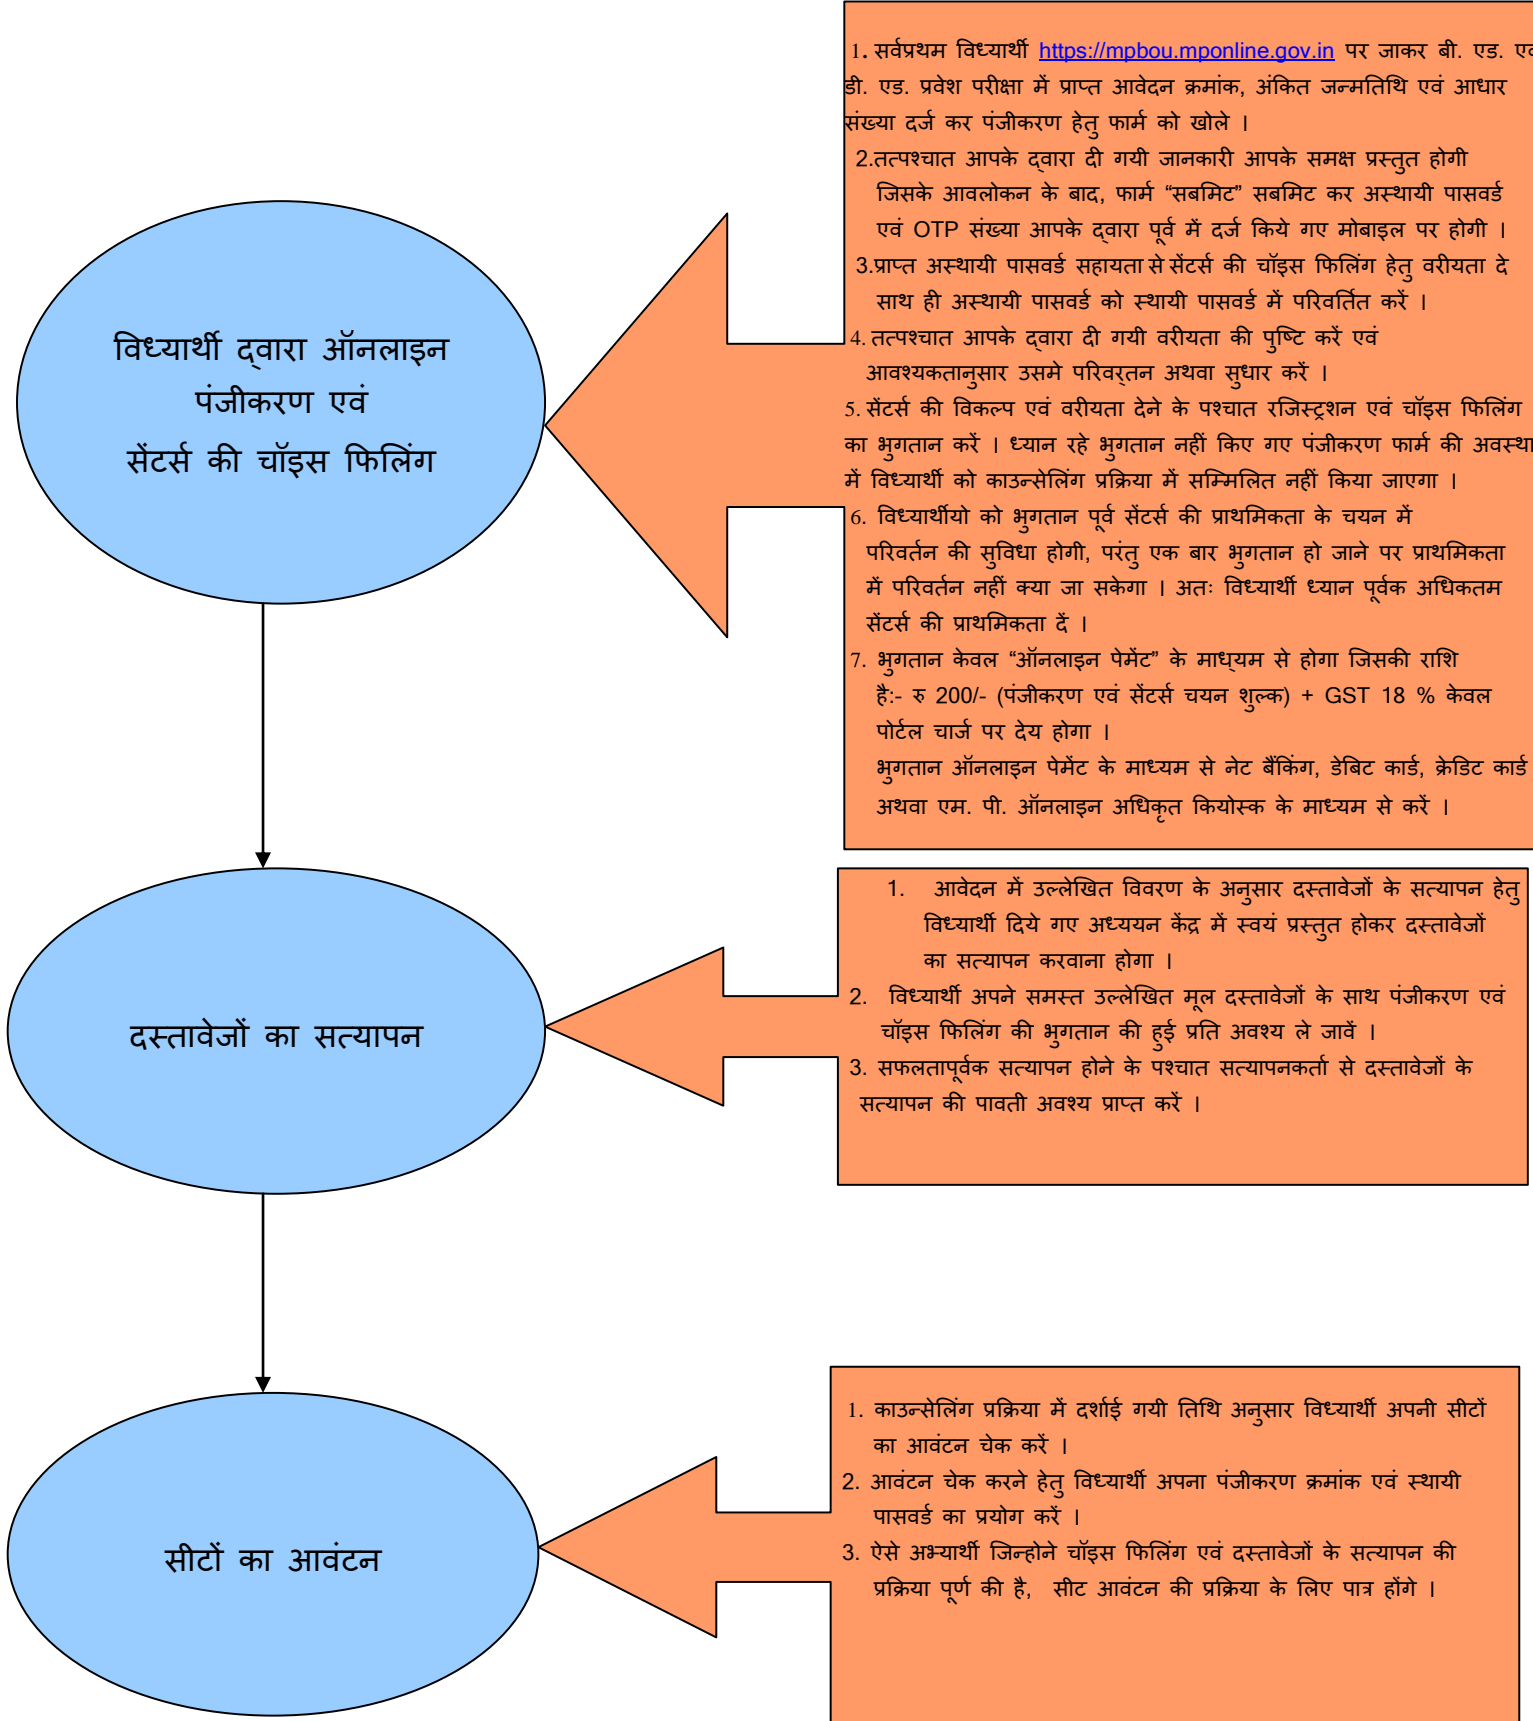 विध्यार्थी द्वारा ऑनलाइन
पंजीकरण एवं
सेंटर्स की चॉइस फिलिंग
1. सर्वप्रथम विध्यार्थी https://mpbou.mponline.gov.in पर जाकर बी. एड.
डी. एड. प्रवेश परीक्षा में प्राप्त आवेदन क्रमांक, अंकित जन्मतिथि एवं आधार
संख्या दर्ज कर पंजीकरण हेतु फार्म को खोले ।
2.तत्पश्चात आपके द्वारा दी गयी जानकारी आपके समक्ष प्रस्तुत होगी
जिसके आवलोकन के बाद, फार्म “सबमिट” सबमिट कर अस्थायी पासवर्ड
एवं OTP संख्या आपके द्वारा पूर्व में दर्ज किये गए मोबाइल पर होगी ।
3.प्राप्त अस्थायी पासवर्ड सहायता से सेंटर्स की चॉइस फिलिंग हेतु वरीयता दे
साथ ही अस्थायी पासवर्ड को स्थायी पासवर्ड में परिवर्तित करें ।
4. तत्पश्चात आपके द्वारा दी गयी वरीयता की पुष्टि करें एवं
आवश्यकतानुसार उसमे परिवर्तन अथवा सुधार करें ।
5. सेंटर्स की विकल्प एवं वरीयता देने के पश्चात रजिस्ट्रशन एवं चॉइस फिलिंग
का भुगतान करें । ध्यान रहे भुगतान नहीं किए गए पंजीकरण फार्म की अवस्था
में विध्यार्थी को काउन्सेलिंग प्रक्रिया में सम्मिलित नहीं किया जाएगा ।
6. विध्यार्थीयो को भुगतान पूर्व सेंटर्स की प्राथमिकता के चयन में
परिवर्तन की सुविधा होगी, परंतु एक बार भुगतान हो जाने पर प्राथमिकता
में परिवर्तन नहीं क्या जा सकेगा । अतः विध्यार्थी ध्यान पूर्वक अधिकतम
सेंटर्स की प्राथमिकता दें ।
7. भुगतान केवल “ऑनलाइन पेमेंट” के माध्यम से होगा जिसकी राशि
है:- रु 200/- (पंजीकरण एवं सेंटर्स चयन शुल्क) + GST 18 % केवल
पोर्टल चार्ज पर देय होगा ।
भुगतान ऑनलाइन पेमेंट के माध्यम से नेट बैंकिंग, डेबिट कार्ड, क्रेडिट कार्ड
अथवा एम. पी. ऑनलाइन अधिकृत कियोस्क के माध्यम से करें ।
दस्तावेजों का सत्यापन
1. आवेदन में उल्लेखित विवरण के अनुसार दस्तावेजों के सत्यापन हेतु
विध्यार्थी दिये गए अध्ययन केंद्र में स्वयं प्रस्तुत होकर दस्तावेजों
का सत्यापन करवाना होगा ।
2. विध्यार्थी अपने समस्त उल्लेखित मूल दस्तावेजों के साथ पंजीकरण एवं
चॉइस फिलिंग की भुगतान की हुई प्रति अवश्य ले जावें ।
3. सफलतापूर्वक सत्यापन होने के पश्चात सत्यापनकर्ता से दस्तावेजों के
सत्यापन की पावती अवश्य प्राप्त करें ।
सीटों का आवंटन
1. काउन्सेलिंग प्रक्रिया में दर्शाई गयी तिथि अनुसार विध्यार्थी अपनी सीटों
का आवंटन चेक करें ।
2. आवंटन चेक करने हेतु विध्यार्थी अपना पंजीकरण क्रमांक एवं स्थायी
पासवर्ड का प्रयोग करें ।
3. ऐसे अभ्यार्थी जिन्होने चॉइस फिलिंग एवं दस्तावेजों के सत्यापन की
प्रक्रिया पूर्ण की है, सीट आवंटन की प्रक्रिया के लिए पात्र होंगे ।